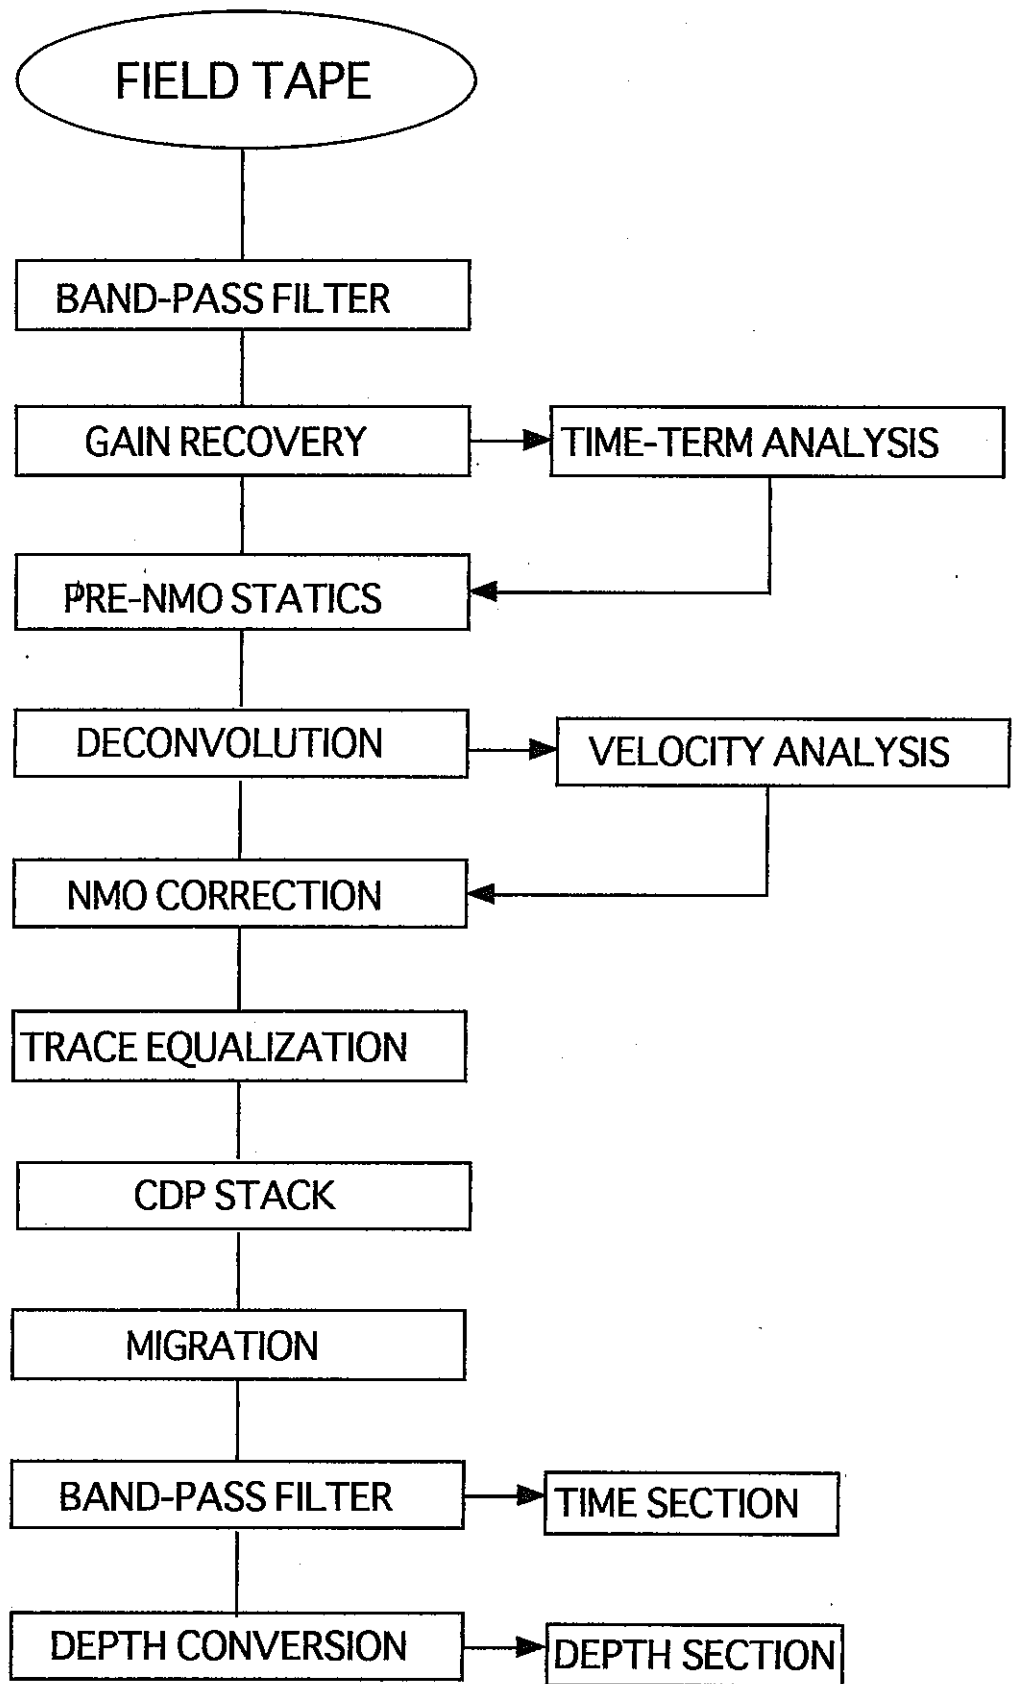 FIELD TAPE
BAND-PASS FILTER
GAIN RECOVERY
TIME-TERM ANALYSIS
PRE-NMO STATICS
DECONVOLUTION
VELOCITY ANALYSIS
NMO CORRECTION
TRACE EQUALIZATION
CDP STACK
MIGRATION
BAND-PASS FILTER
TIME SECTION
DEPTH CONVERSION
DEPTH SECTION